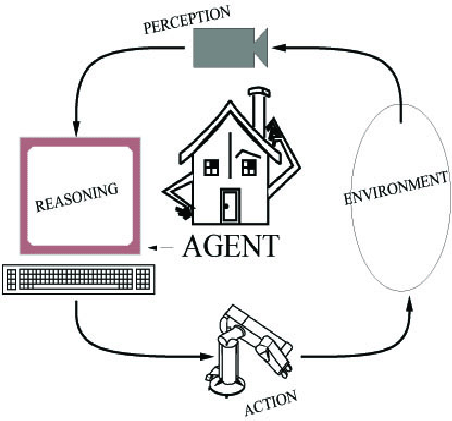 PERCEPTION
REASONING
ENVIRONMENT
AGENT
ACTION